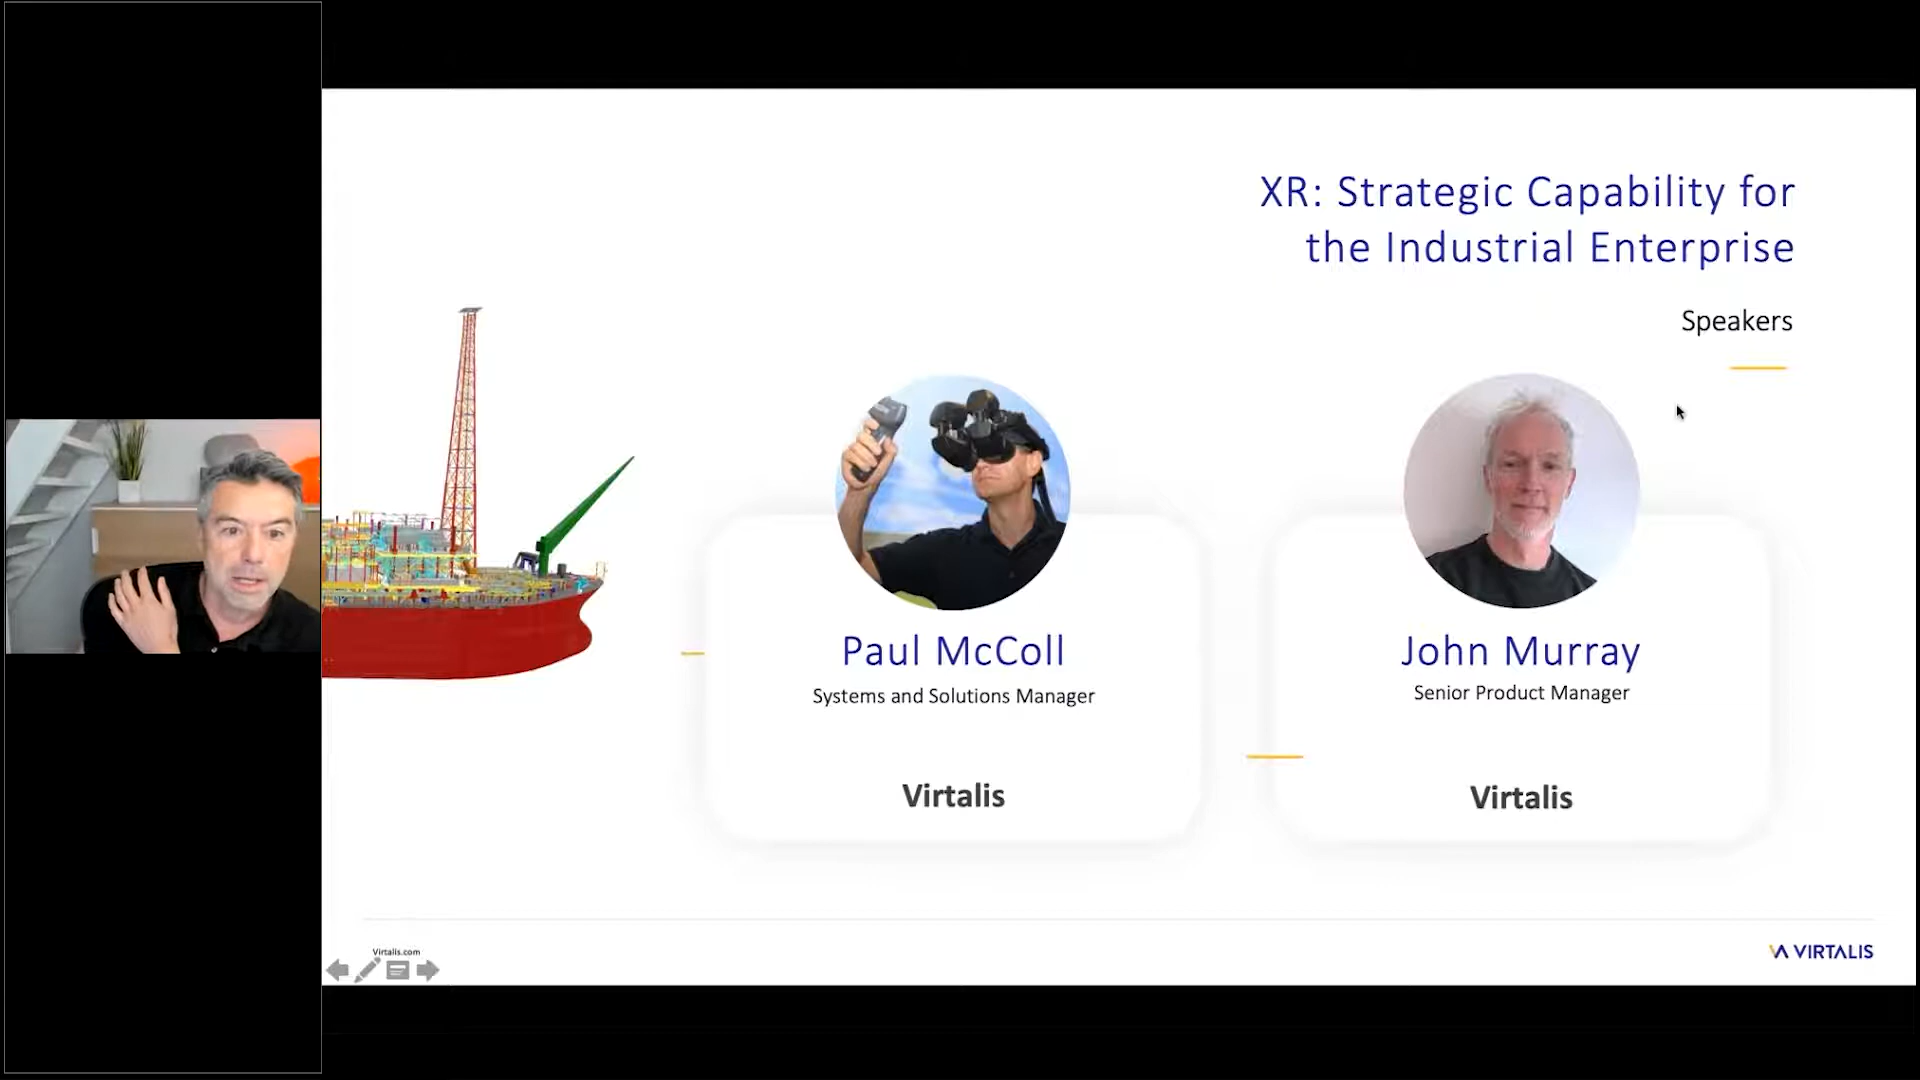 XR: Strategic Capability for
the Industrial Enterprise
Speakers
Paul McColl
Systems and Solutions Manager
Virtalis
John Murray
Senior Product Manager
Virtalis
Virtalis.com
VIRTALIS